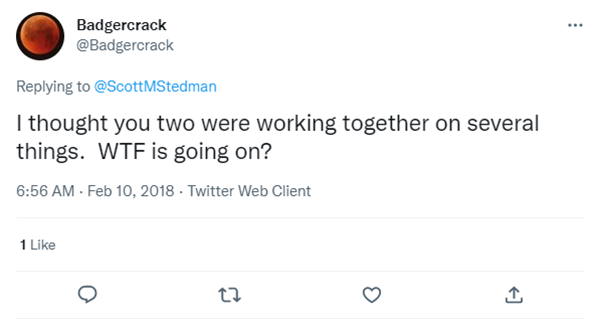 Badgercrack
@Badgercrack
Replying to @ScottMStedman
I thought you two were working together on several
things.  WTF is going on?
6:56 AM · Feb 10, 2018 · Twitter Web Client
1 Like